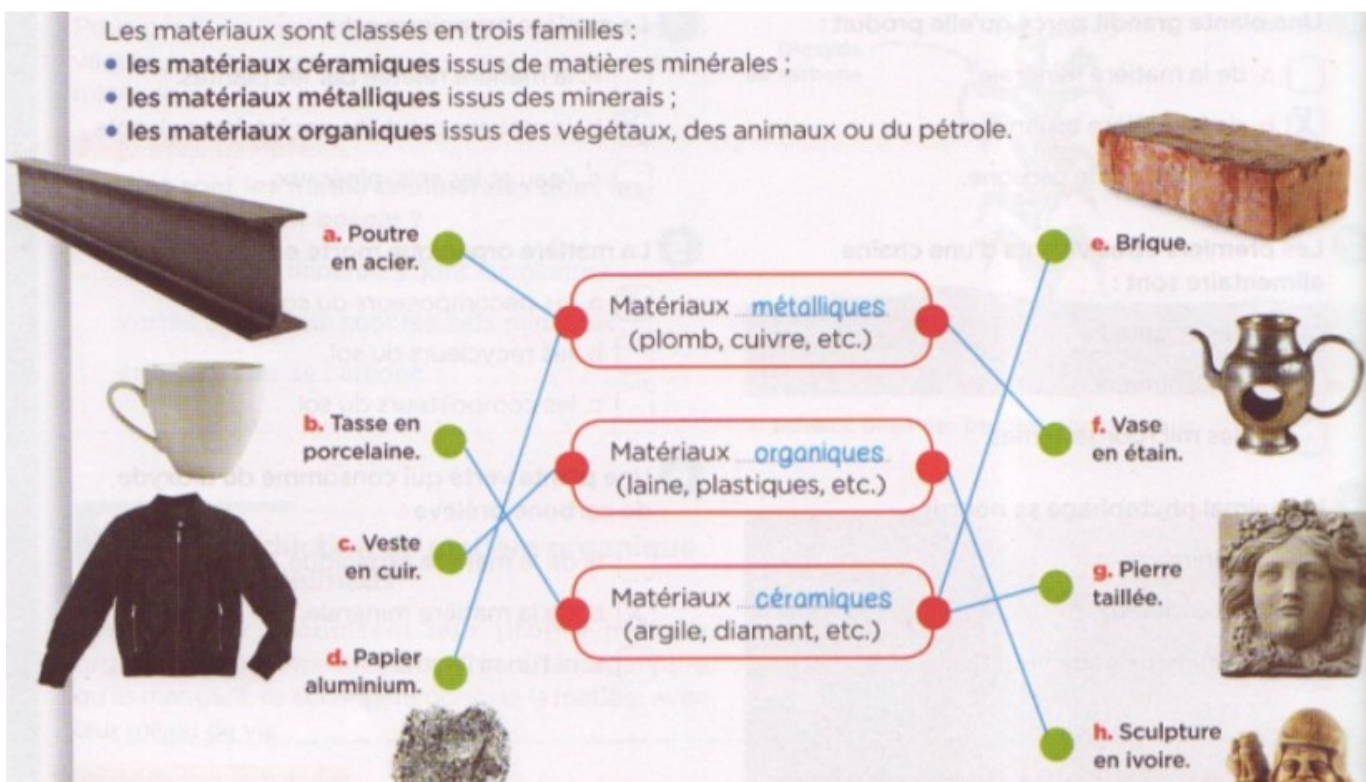 Les matériaux sont classés en trois familles :
• les matériaux céramiques issus de matières minérales ;
• les matériaux métalliques issus des minerais ;
• les matériaux organiques issus des végétaux, des animaux ou du pétrole.
a. Poutre
en acier.
b. Tasse en
porcelaine.
c. Veste
en cuir.
d. Papier
aluminium.
Matériaux métalliques
(plomb, cuivre, etc.)
Matériaux organiques
(laine, plastiques, etc.)
Matériaux céramiques
(argile, diamant, etc.)
e. Brique.
f. Vase
en étain.
g. Pierre
taillée.
h. Sculpture
en ivoire.